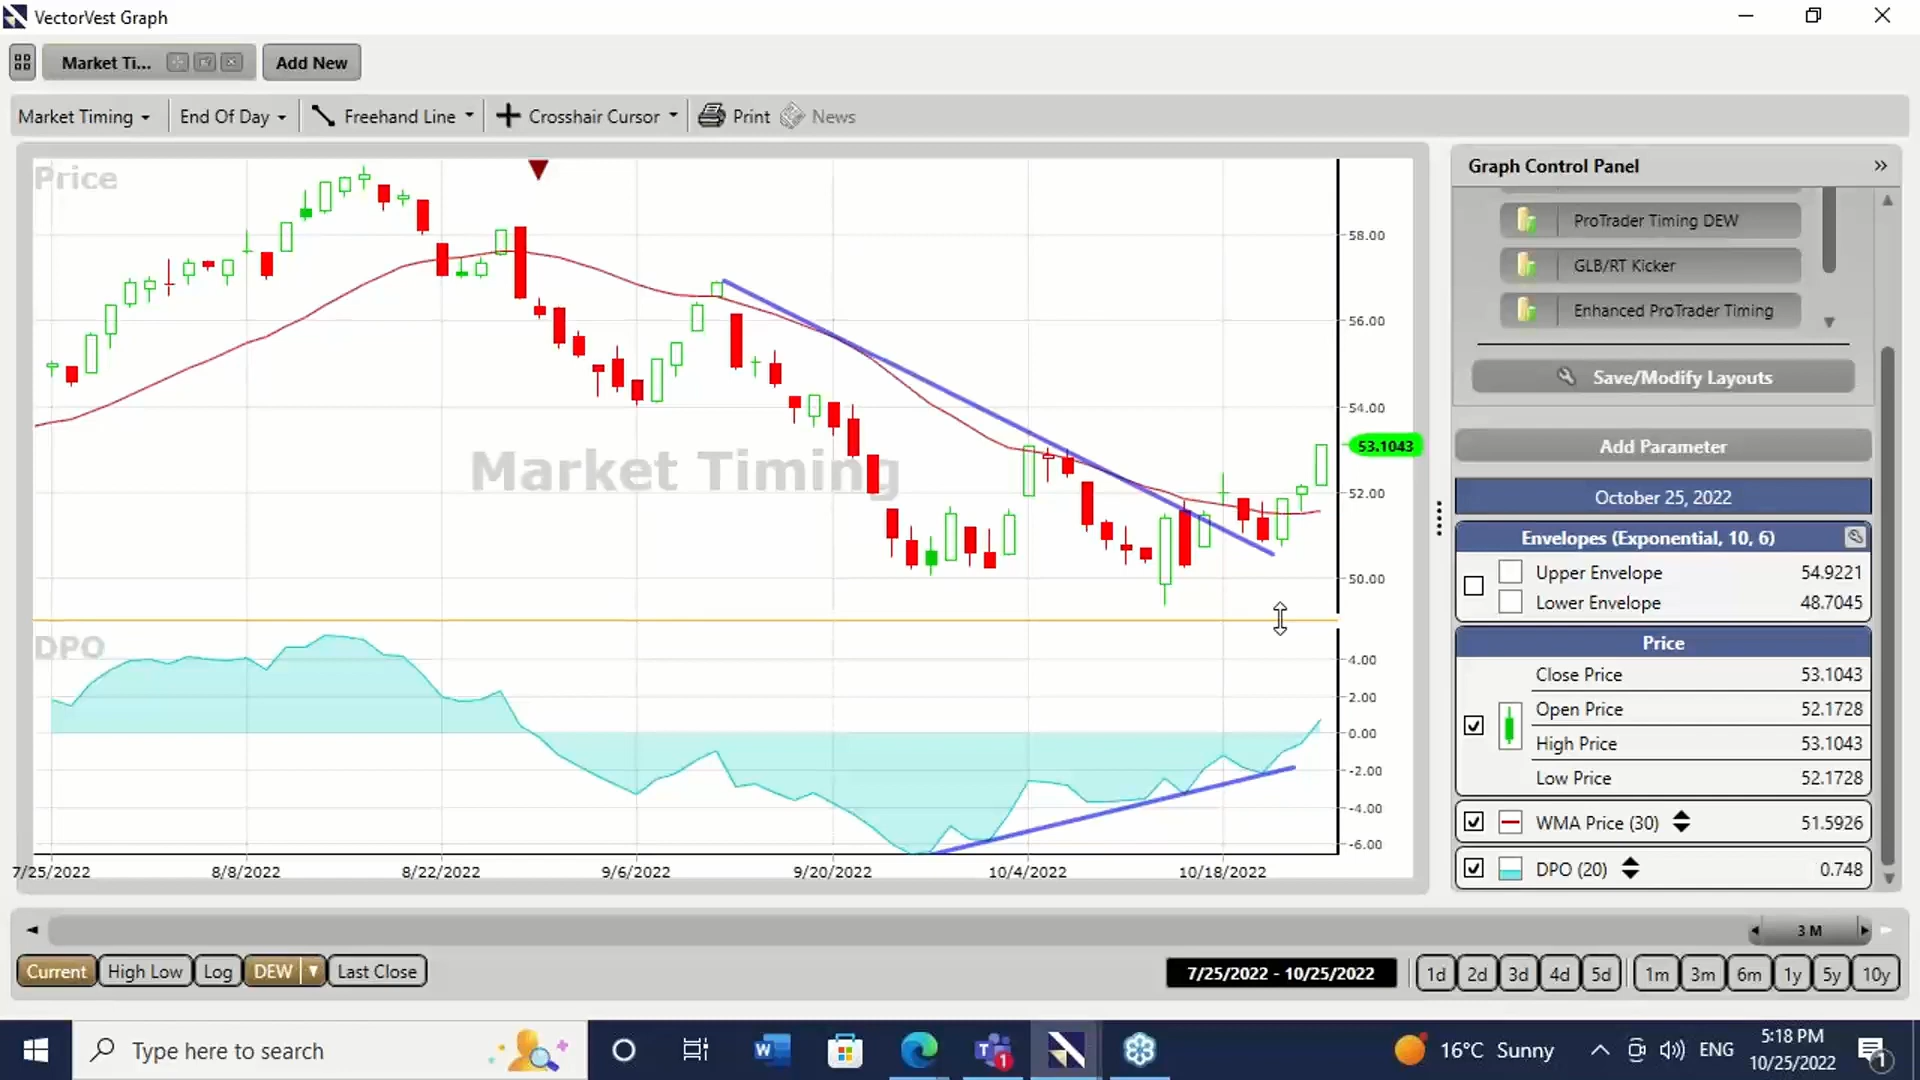 VectorVest Graph
Market Ti...
Add New
Market Timing
End Of Day
Freehand Line
Crosshair Cursor
Print
News
Price
Market Timing
58.00
56.00
54.00
53.1043
52.00
50.00
DPO
4.00
2.00
0.00
-2.00
-4.00
-6.00
7/25/2022
8/8/2022
8/22/2022
9/6/2022
9/20/2022
10/4/2022
10/18/2022
Graph Control Panel
ProTrader Timing DEW
GLB/RT Kicker
Enhanced ProTrader Timing
Save/Modify Layouts
Add Parameter
October 25, 2022
Envelopes (Exponential, 10, 6)
Upper Envelope 54.9221
Lower Envelope 48.7045
Price
Close Price 53.1043
Open Price 52.1728
High Price 53.1043
Low Price 52.1728
WMA Price (30) 51.5926
DPO (20) 0.748
3 M
Current
High Low
Log
DEW
Last Close
7/25/2022 - 10/25/2022
1d
2d
3d
4d
5d
1m
3m
6m
1y
5y
10y
Type here to search
16°C Sunny
ENG
5:18 PM
10/25/2022
1
1